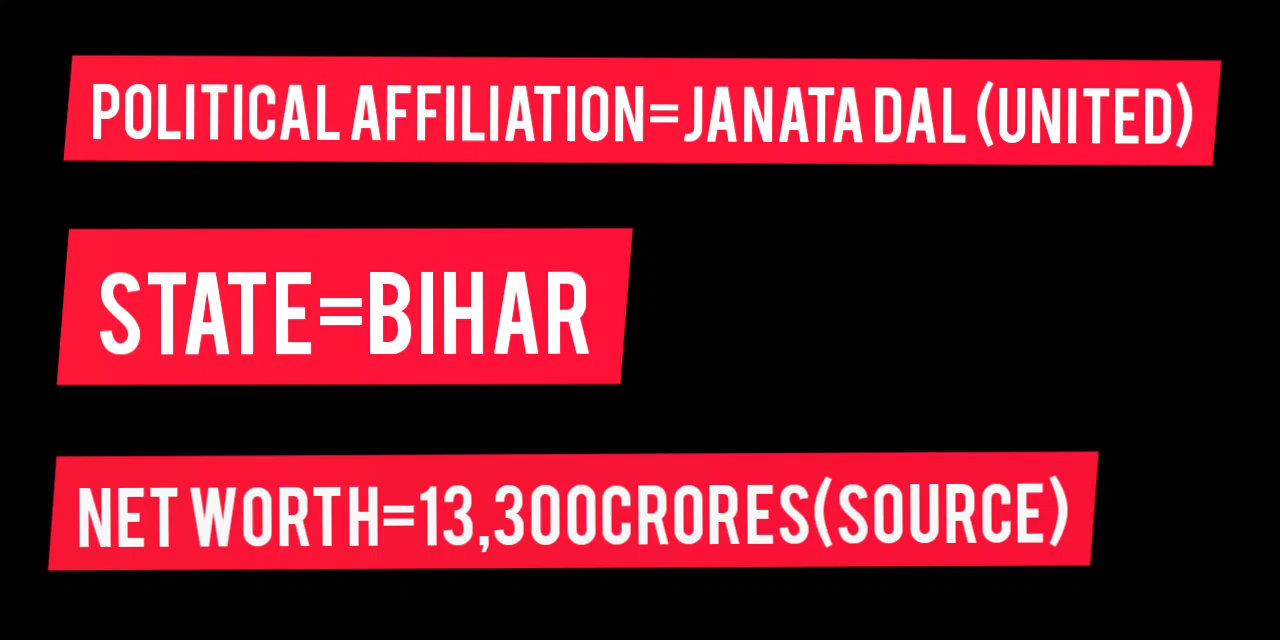 POLITICAL AFFILIATION=JANATA DAL (UNITED)
STATE=BIHAR
NET WORTH=13,300CRORES(SOURCE)